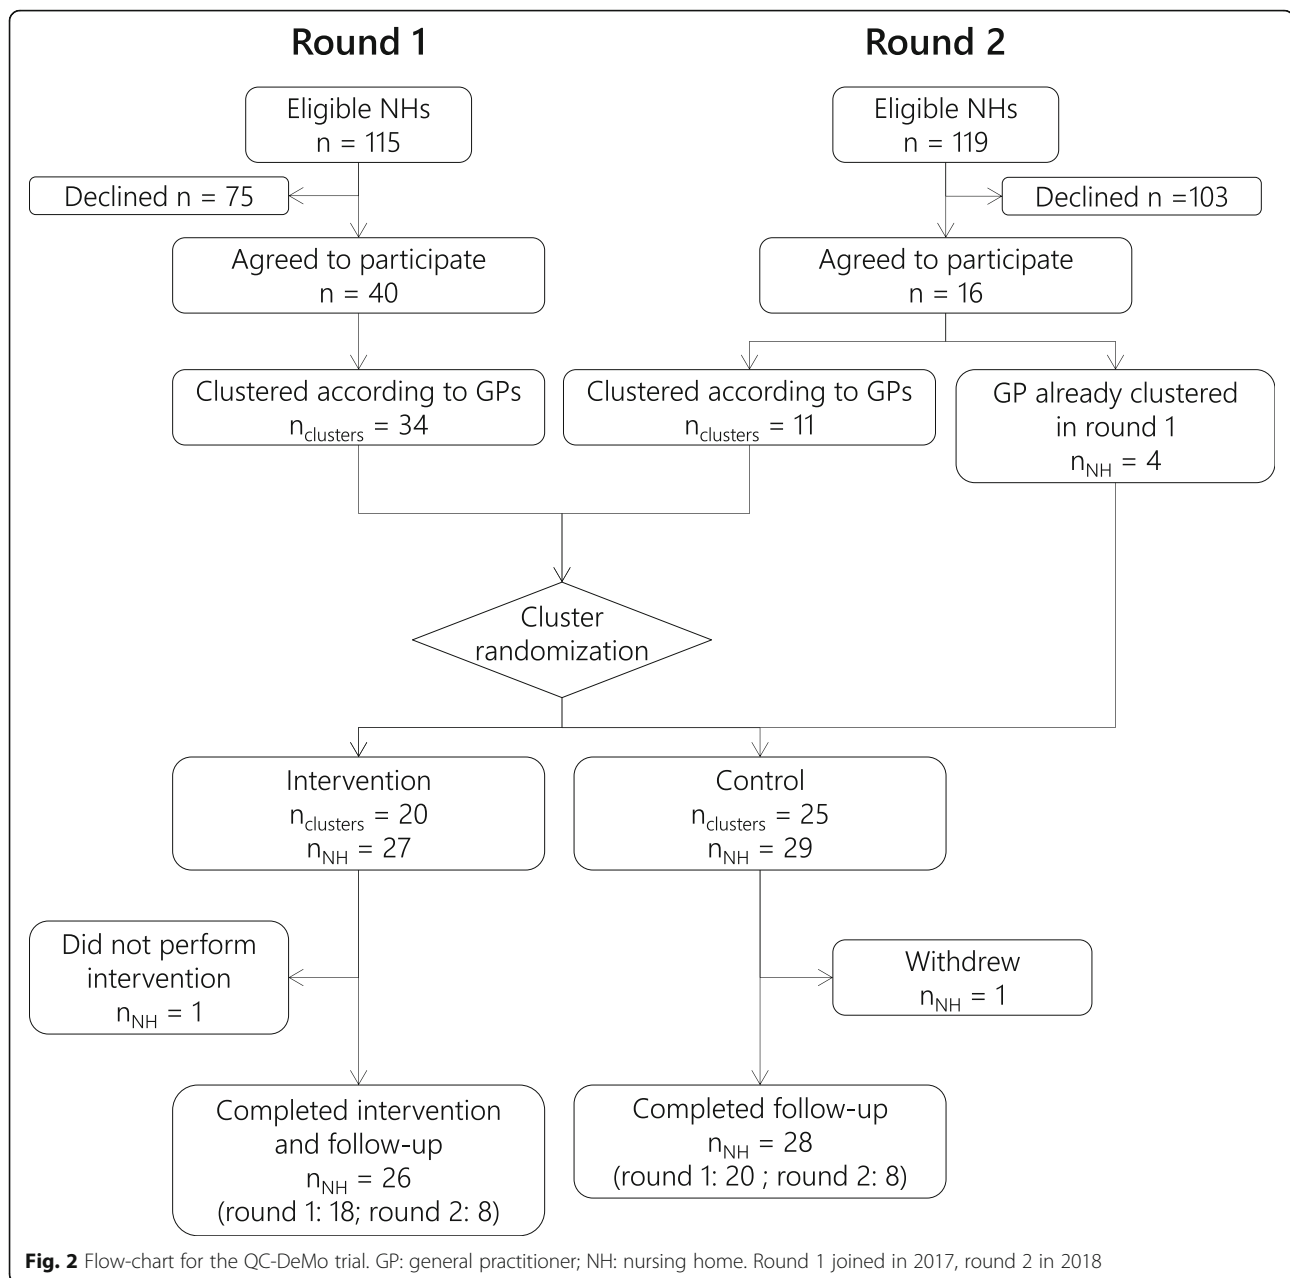 Round 1
Round 2
Eligible NHs
n = 115
Eligible NHs
n = 119
Declined n = 75
Declined n =103
Agreed to participate
n = 40
Agreed to participate
n = 16
Clustered according to GPs
nclusters = 34
Clustered according to GPs
nclusters = 11
GP already clustered
in round 1
nNH = 4
Cluster
randomization
Intervention
nclusters = 20
nNH = 27
Control
nclusters = 25
nNH = 29
Did not perform
intervention
nNH = 1
Withdrew
nNH = 1
Completed intervention
and follow-up
nNH = 26
(round 1: 18; round 2: 8)
Completed follow-up
nNH = 28
(round 1: 20 ; round 2: 8)
Fig. 2 Flow-chart for the QC-DeMo trial. GP: general practitioner; NH: nursing home. Round 1 joined in 2017, round 2 in 2018